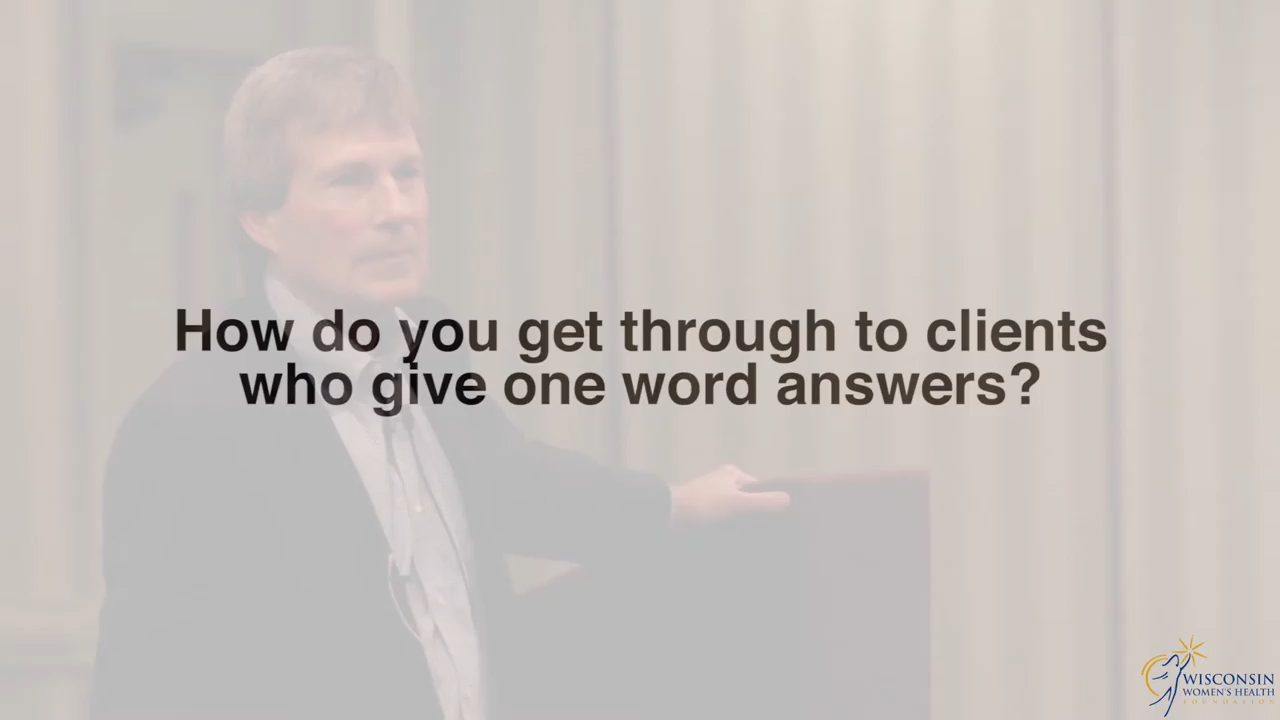 How do you get through to clients
who give one word answers?
WISCONSIN
WOMEN'S HEALTH
FOUNDATION